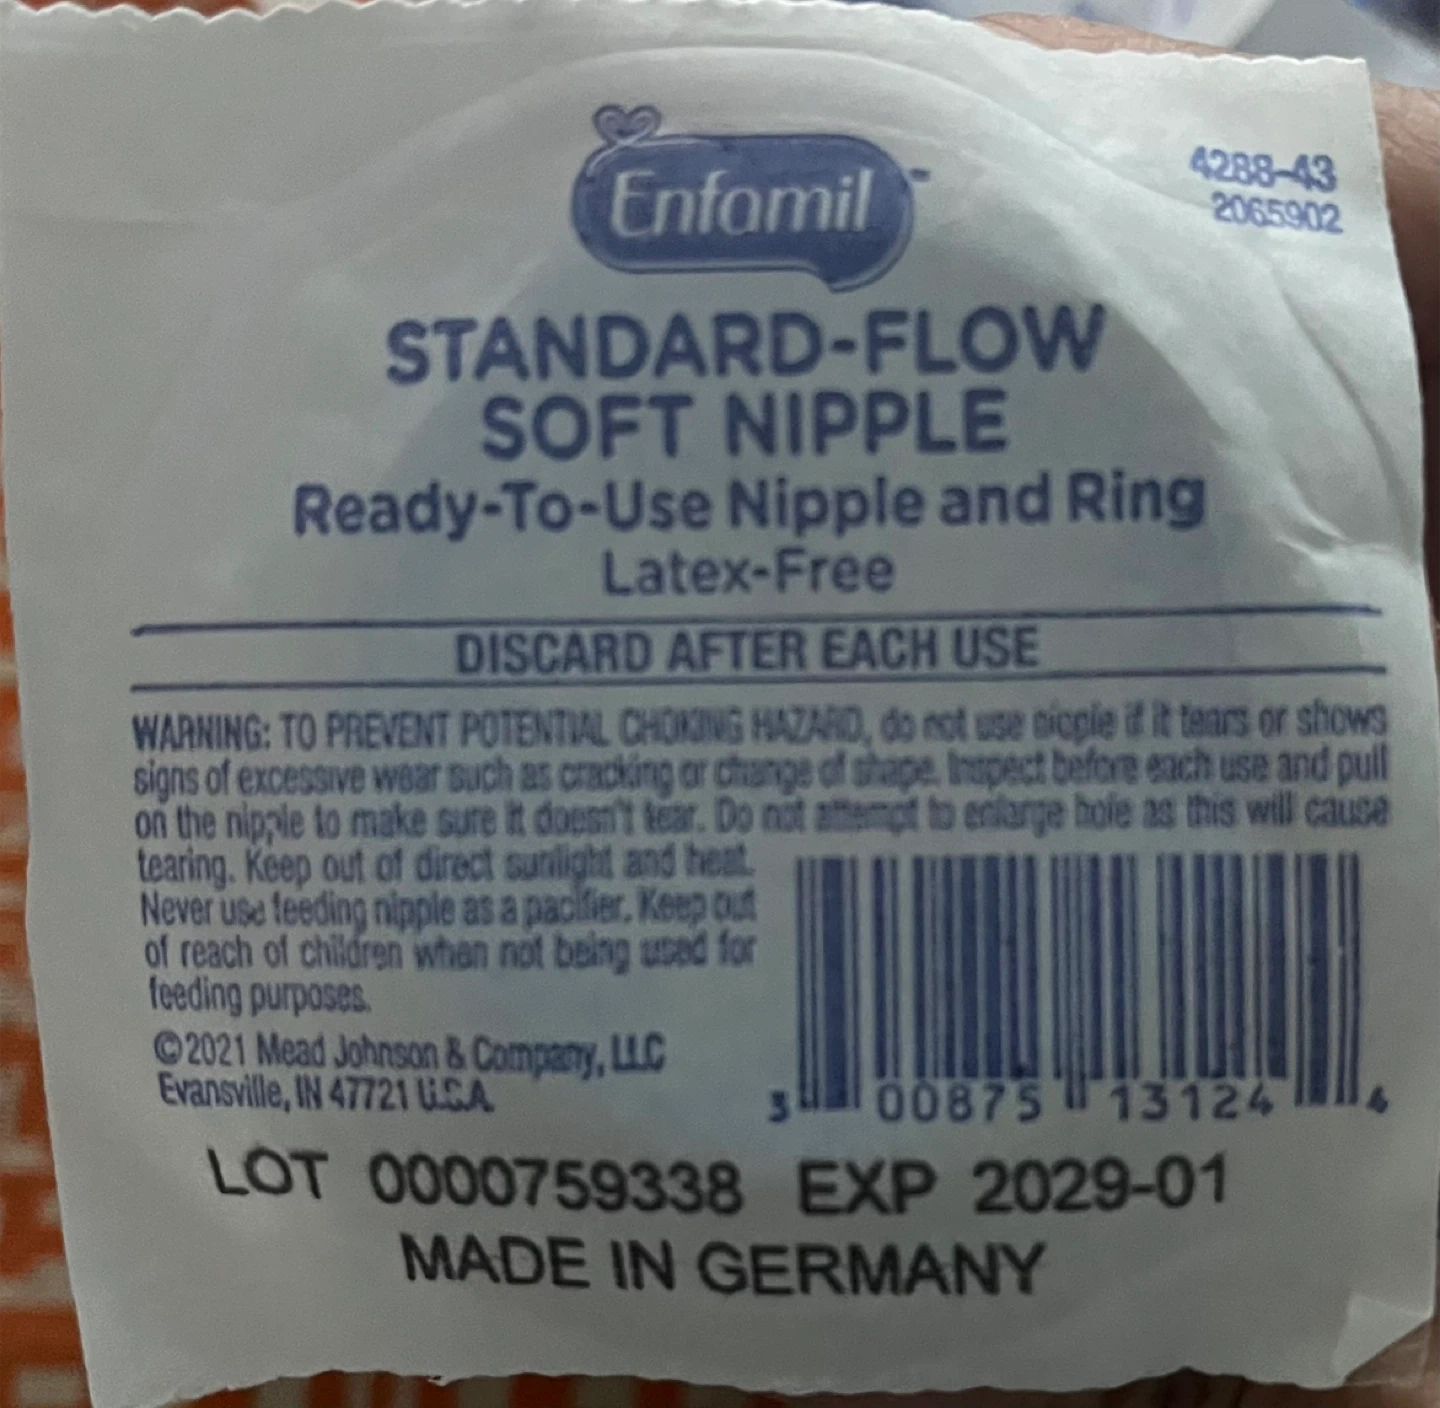 Enfamil™
4288-43
2065902
STANDARD-FLOW
SOFT NIPPLE
Ready-To-Use Nipple and Ring
Latex-Free
DISCARD AFTER EACH USE
WARNING: TO PREVENT POTENTIAL CHOKING HAZARD, do not use nipple if it tears or shows
signs of excessive wear such as cracking or change of shape. Inspect before each use and pull
on the nipple to make sure it doesn't tear. Do not attempt to enlarge hole as this will cause
tearing. Keep out of direct sunlight and heat.
Never use feeding nipple as a pacifier. Keep out
of reach of children when not being used for
feeding purposes.
©2021 Mead Johnson & Company, LLC
Evansville, IN 47721 U.S.A.
3 00875 13124 4
LOT 0000759338 EXP 2029-01
MADE IN GERMANY